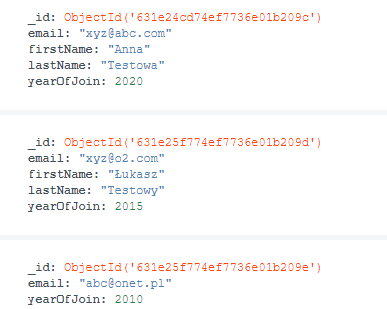 _id: ObjectId('631e24cd74ef7736e01b209c')
email: "xyz@abc.com"
firstName: "Anna"
lastName: "Testowa"
yearOfJoin: 2020
_id: ObjectId('631e25f774ef7736e01b209d')
email: "xyz@o2.com"
firstName: "Łukasz"
lastName: "Testowy"
yearOfJoin: 2015
_id: ObjectId('631e25f774ef7736e01b209e')
email: "abc@onet.pl"
yearOfJoin: 2010